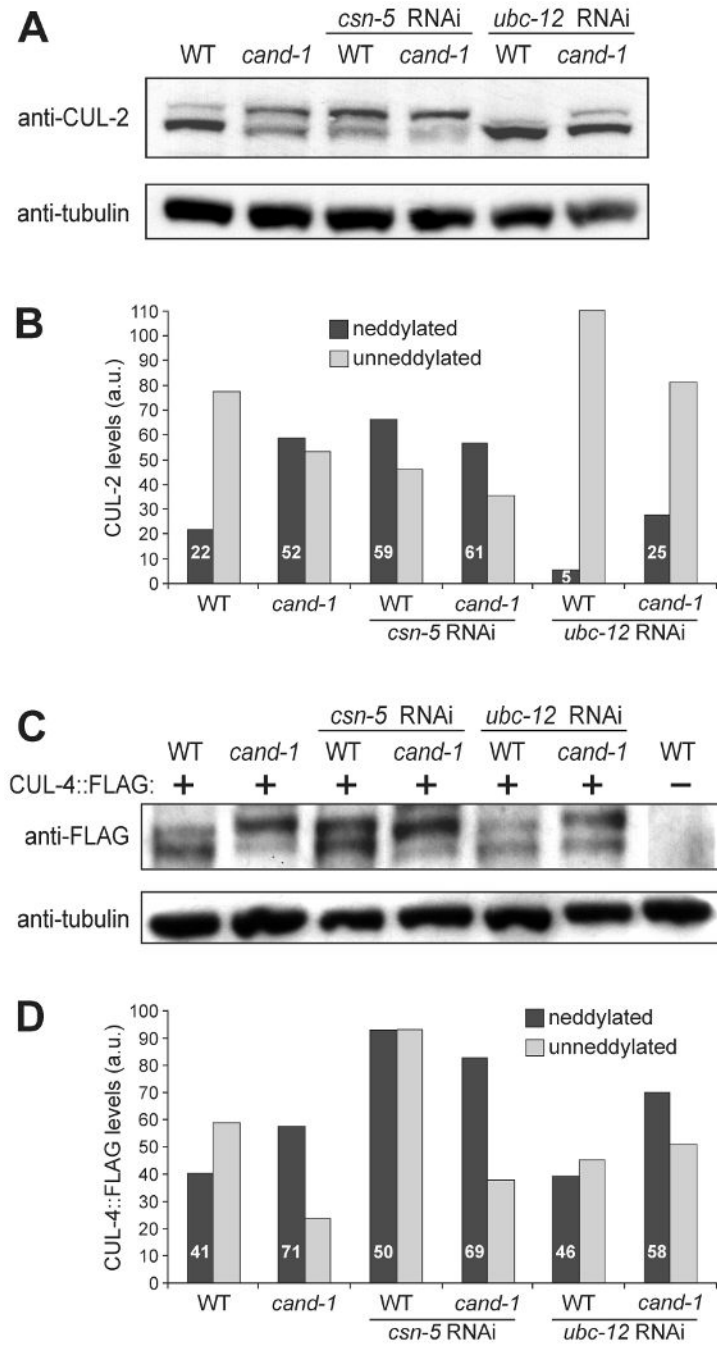 A
csn-5 RNAi ubc-12 RNAi
WT cand-1 WT cand-1 WT cand-1
anti-CUL-2
anti-tubulin
B
110
100
90
80
70
60
50
40
30
20
10
0
CUL-2 levels (a.u.)
neddylated
unneddylated
22 52 59 61 5 25
WT cand-1 WT cand-1 WT cand-1
csn-5 RNAi ubc-12 RNAi
C
csn-5 RNAi ubc-12 RNAi
WT cand-1 WT cand-1 WT cand-1 WT
CUL-4::FLAG: + + + + + + −
anti-FLAG
anti-tubulin
D
100
90
80
70
60
50
40
30
20
10
0
CUL-4::FLAG levels (a.u.)
neddylated
unneddylated
41 71 50 69 46 58
WT cand-1 WT cand-1 WT cand-1
csn-5 RNAi ubc-12 RNAi